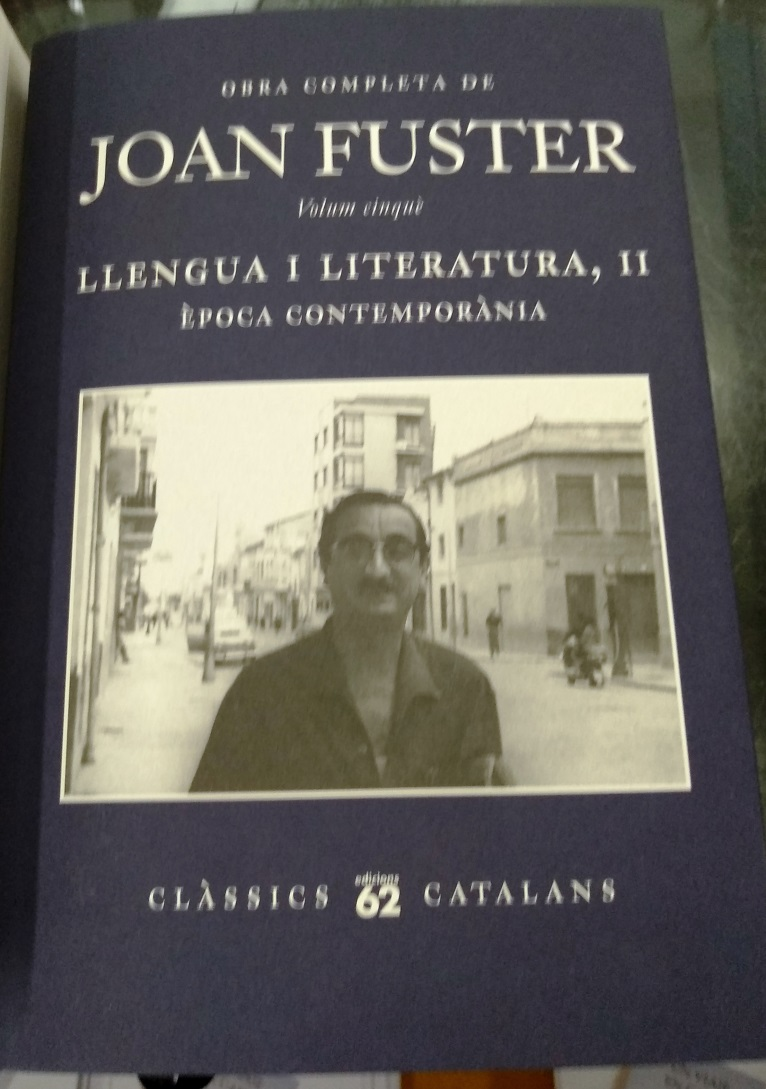 OBRA COMPLETA DE
JOAN FUSTER
Volum cinquè
LLENGUA I LITERATURA, II
ÈPOCA CONTEMPORÀNIA
CLÀSSICS edicions 62 CATALANS